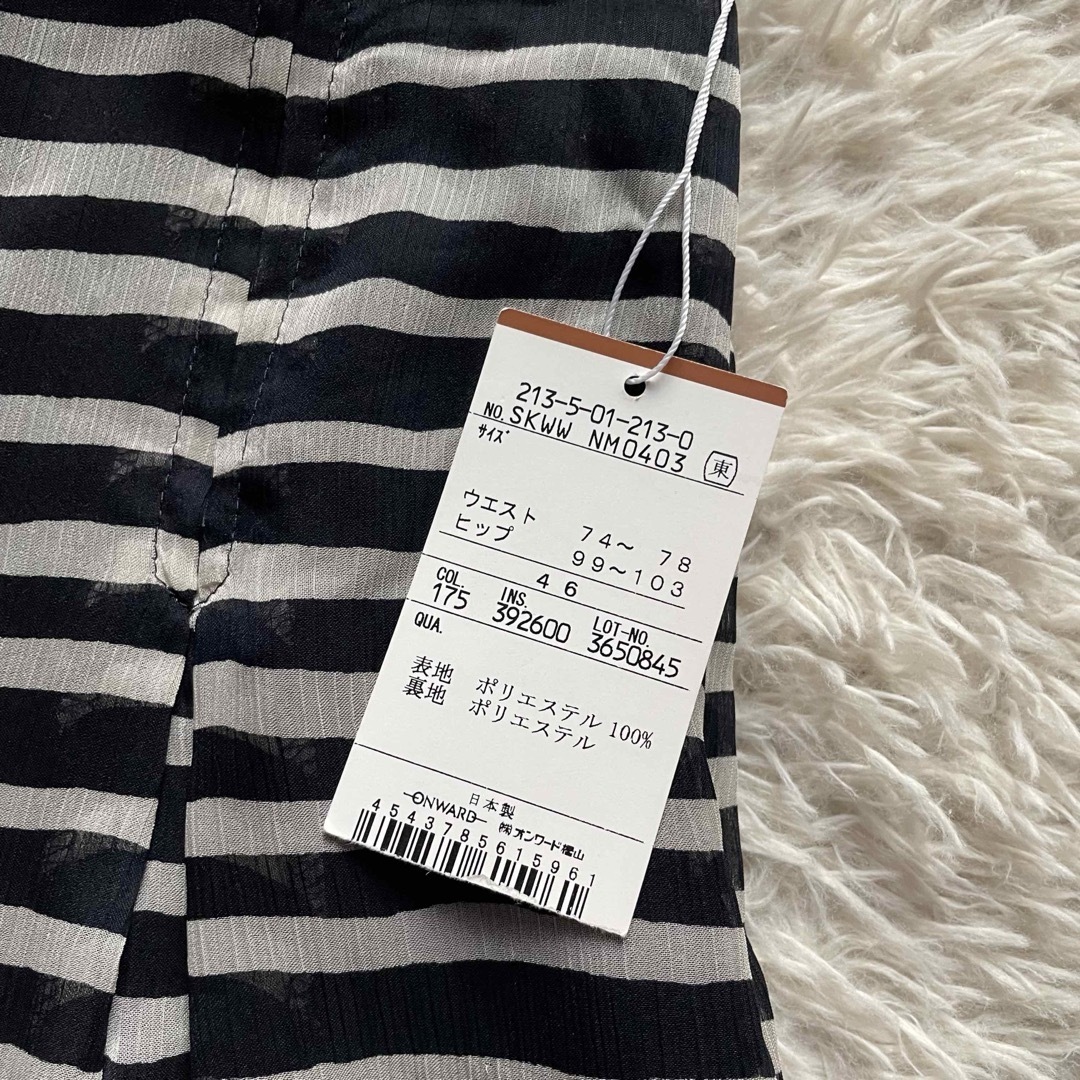 213-5-01-213-0
NO. SKWW NM0403 東
サイズ
ウエスト 74～ 78
ヒップ 99～103
46
COL. INS. LOT-NO.
175 392600 3650845
QUA.
表地 ポリエステル 100%
裏地 ポリエステル
日本製
ONWARD ㈱オンワード樫山
4543785615961